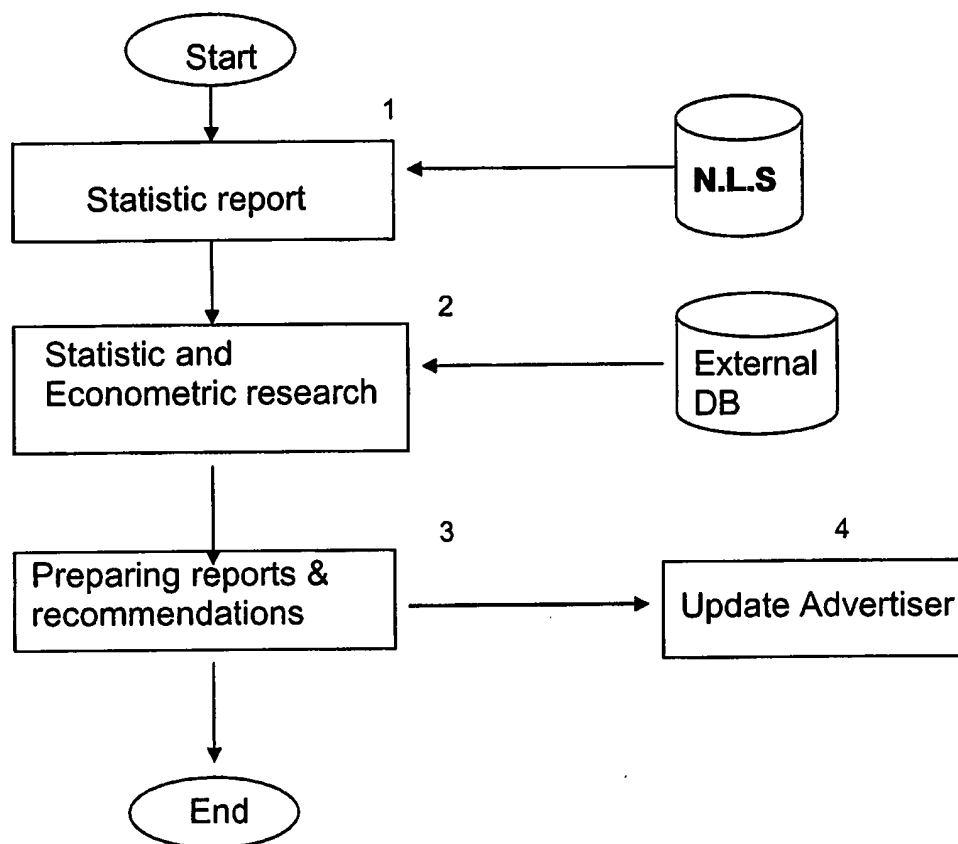 Start
1
Statistic report
N.L.S
2
Statistic and
Econometric research
External
DB
3
Preparing reports &
recommendations
4
Update Advertiser
End